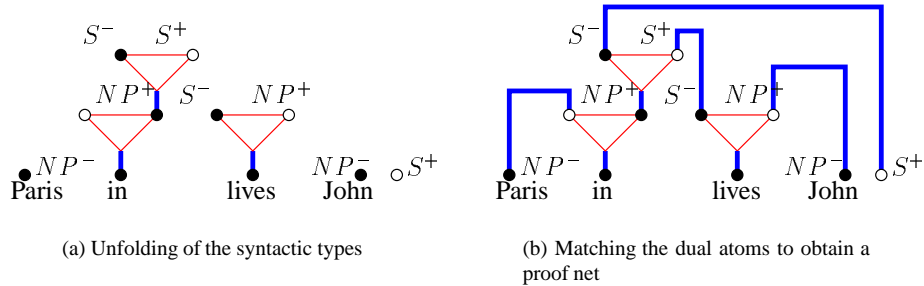 S⁻ S⁺
NP⁺ S⁻ NP⁺
NP⁻ NP⁻ S⁺
Paris in lives John
(a) Unfolding of the syntactic types
S⁻ S⁺
NP⁺ S⁻ NP⁺
NP⁻ NP⁻ S⁺
Paris in lives John
(b) Matching the dual atoms to obtain a
proof net